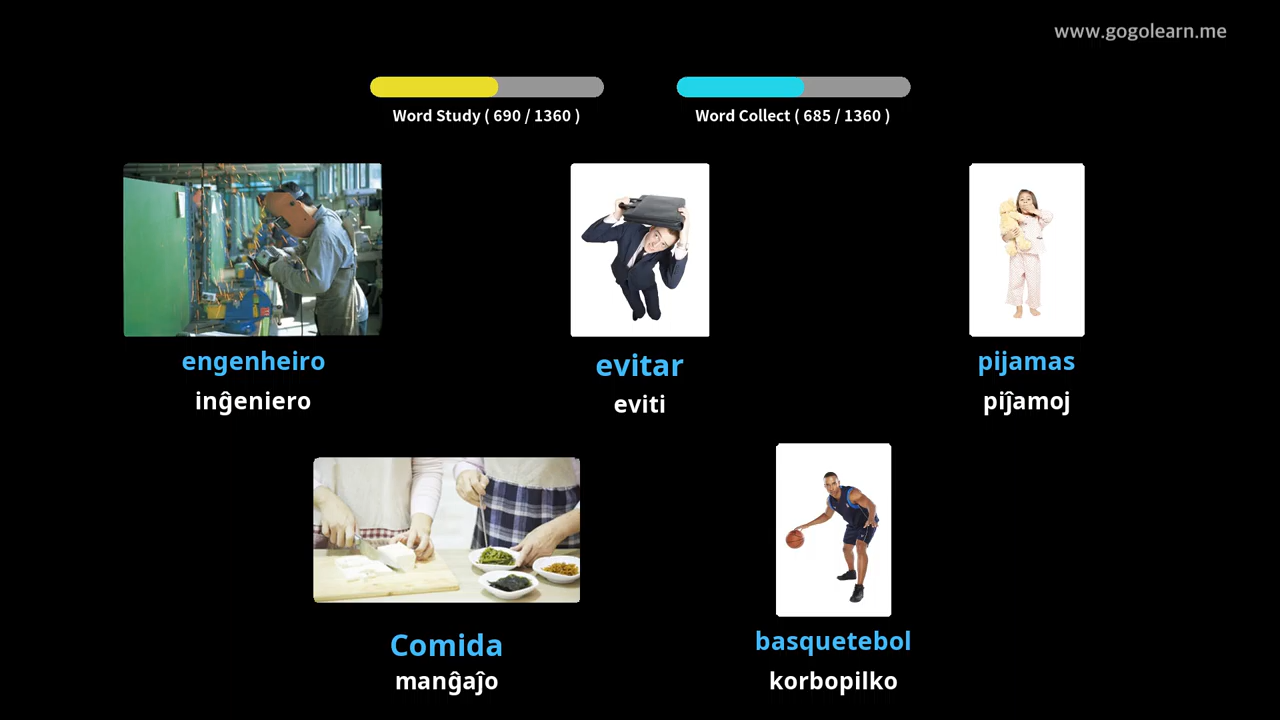 www.gogolearn.me
Word Study ( 690 / 1360 )
Word Collect ( 685 / 1360 )
engenheiro
inĝeniero
evitar
eviti
pijamas
piĵamoj
Comida
manĝaĵo
basquetebol
korbopilko